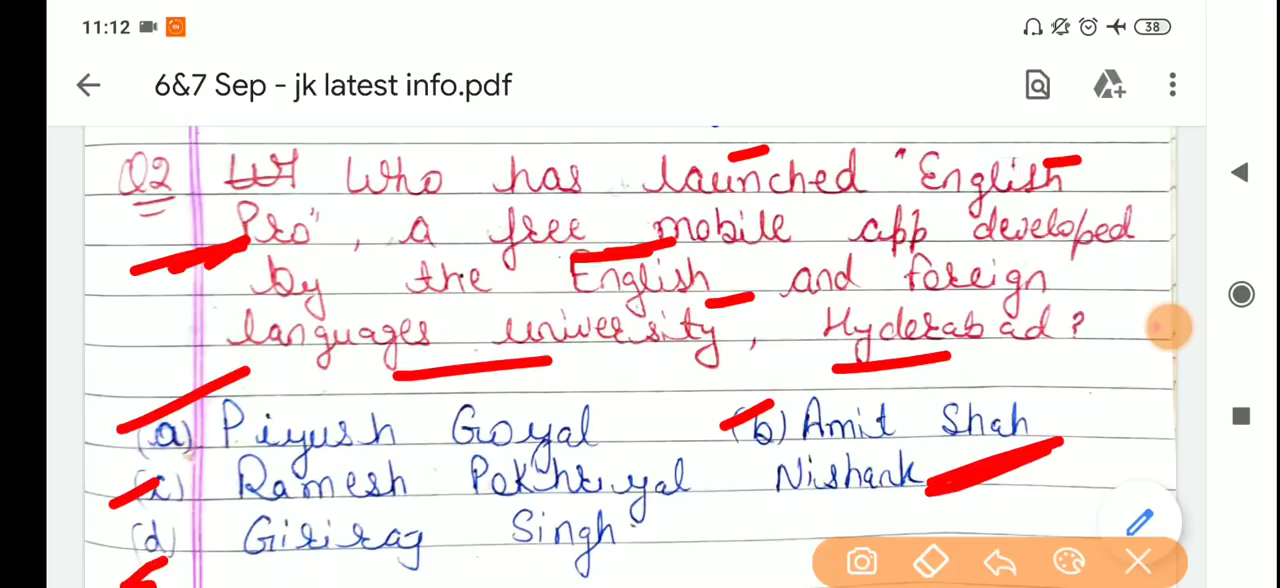 11:12 38
6&7 Sep - jk latest info.pdf
Q2 Who has launched "English
Pro", a free mobile app developed
by the English and foreign
languages university, Hyderabad?
(a) Piyush Goyal (b) Amit Shah
(c) Ramesh Pokhriyal Nishank
(d) Girirag Singh